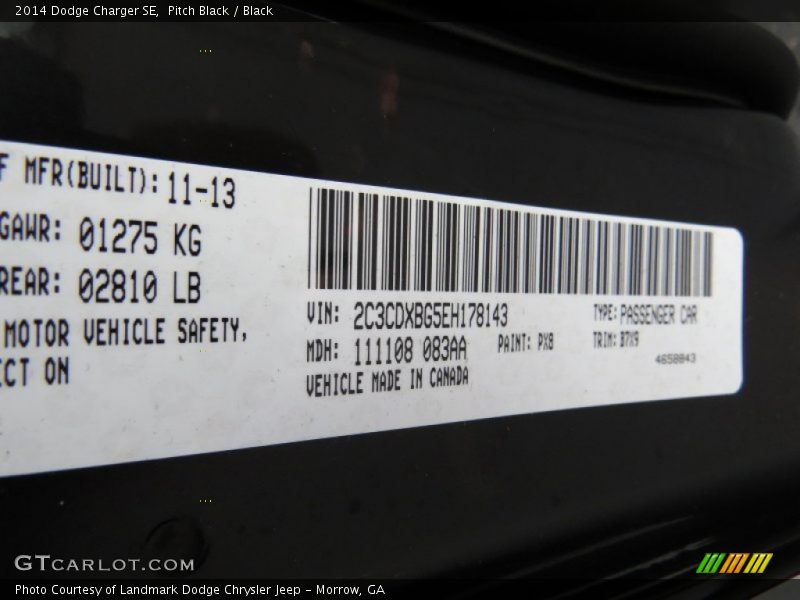 2014 Dodge Charger SE, Pitch Black / Black
F MFR(BUILT): 11-13
GAWR: 01275 KG
REAR: 02810 LB
MOTOR VEHICLE SAFETY,
ECT ON
VIN: 2C3CDXBG5EH178143
TYPE: PASSENGER CAR
MDH: 111108 083AA
PAINT: PX8
TRIM: B7X9
VEHICLE MADE IN CANADA
4658843
GTCARLOT.COM
Photo Courtesy of Landmark Dodge Chrysler Jeep - Morrow, GA